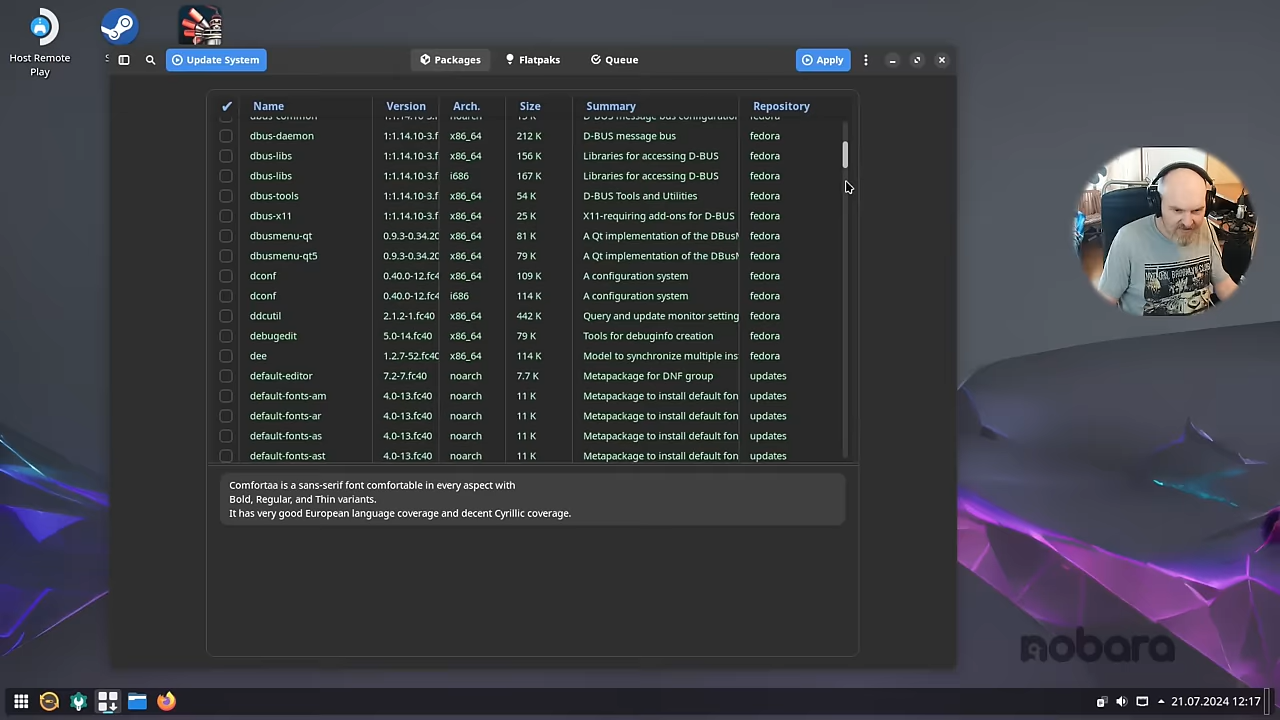 Host Remote Play
Update System
Packages
Flatpaks
Queue
Apply
Name Version Arch. Size Summary Repository
dbus-daemon 1:1.14.10-3.f x86_64 212 K D-BUS message bus fedora
dbus-libs 1:1.14.10-3.f x86_64 156 K Libraries for accessing D-BUS fedora
dbus-libs 1:1.14.10-3.f i686 167 K Libraries for accessing D-BUS fedora
dbus-tools 1:1.14.10-3.f x86_64 54 K D-BUS Tools and Utilities fedora
dbus-x11 1:1.14.10-3.f x86_64 25 K X11-requiring add-ons for D-BUS fedora
dbusmenu-qt 0.9.3-0.34.20 x86_64 81 K A Qt implementation of the DBusM fedora
dbusmenu-qt5 0.9.3-0.34.20 x86_64 79 K A Qt implementation of the DBusM fedora
dconf 0.40.0-12.fc4 x86_64 109 K A configuration system fedora
dconf 0.40.0-12.fc4 i686 114 K A configuration system fedora
ddcutil 2.1.2-1.fc40 x86_64 442 K Query and update monitor setting fedora
debugedit 5.0-14.fc40 x86_64 79 K Tools for debuginfo creation fedora
dee 1.2.7-52.fc40 x86_64 114 K Model to synchronize multiple ins fedora
default-editor 7.2-7.fc40 noarch 7.7 K Metapackage for DNF group updates
default-fonts-am 4.0-13.fc40 noarch 11 K Metapackage to install default fon updates
default-fonts-ar 4.0-13.fc40 noarch 11 K Metapackage to install default fon updates
default-fonts-as 4.0-13.fc40 noarch 11 K Metapackage to install default fon updates
default-fonts-ast 4.0-13.fc40 noarch 11 K Metapackage to install default fon updates
Comfortaa is a sans-serif font comfortable in every aspect with
Bold, Regular, and Thin variants.
It has very good European language coverage and decent Cyrillic coverage.
nobara
21.07.2024 12:17